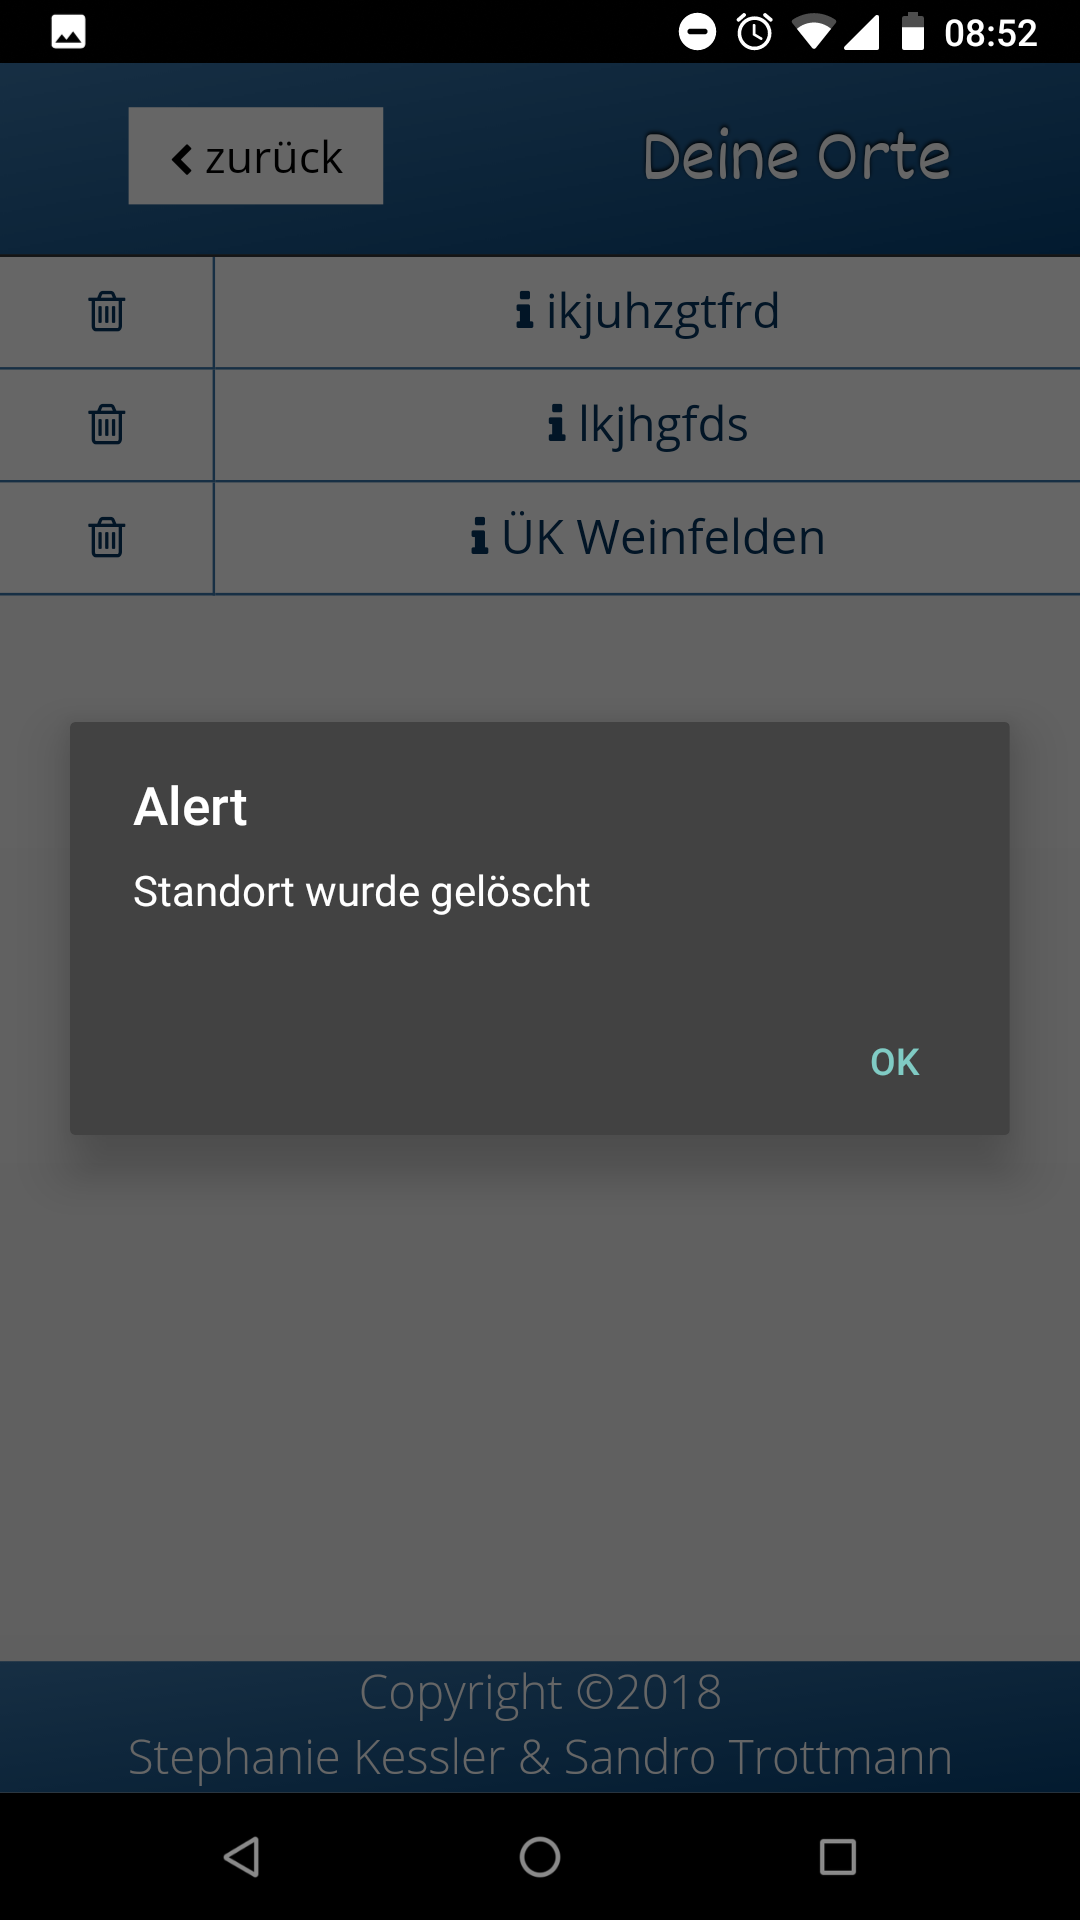 08:52
zurück
Deine Orte
ikjuhzgtfrd
lkjhgfds
ÜK Weinfelden
Alert
Standort wurde gelöscht
OK
Copyright ©2018
Stephanie Kessler & Sandro Trottmann